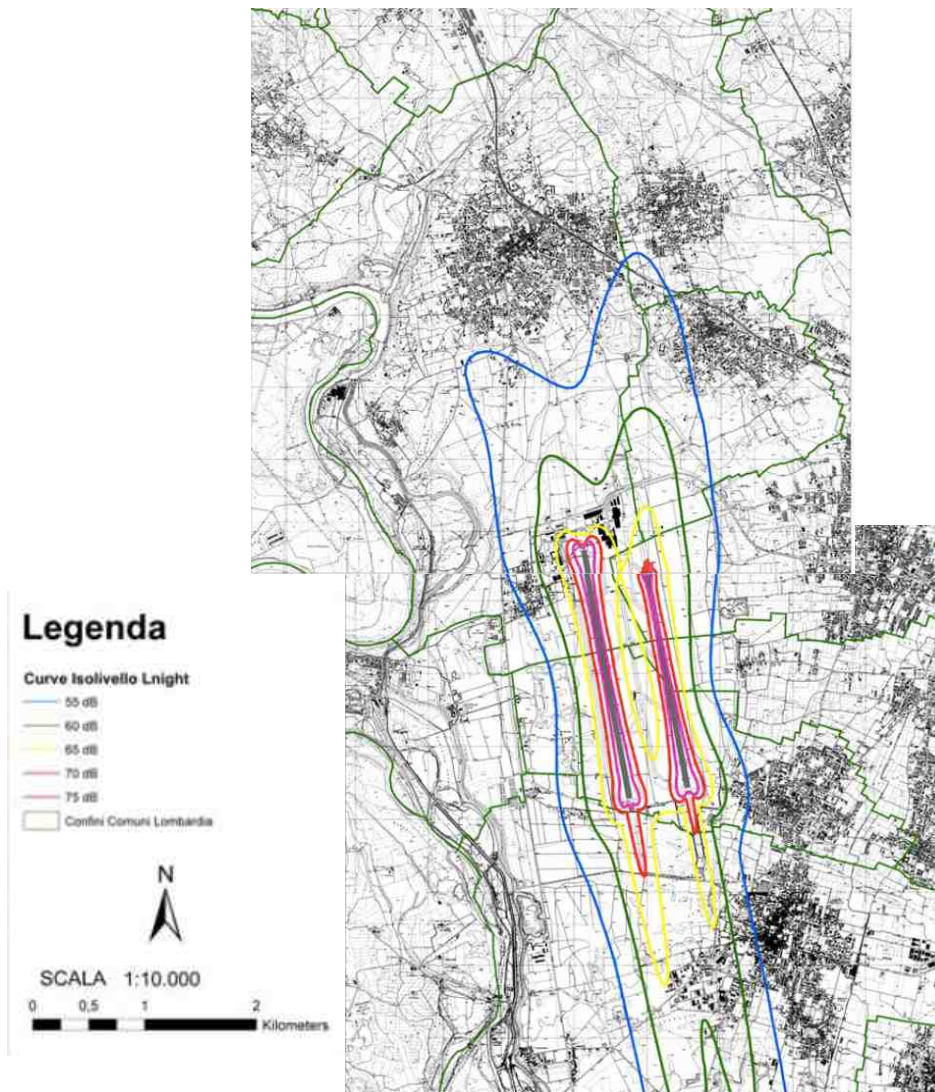 Legenda
Curve Isolivello Lnight
55 dB
60 dB
65 dB
70 dB
75 dB
Confini Comuni Lombardia
N
SCALA 1:10.000
0 0,5 1 2
Kilometers